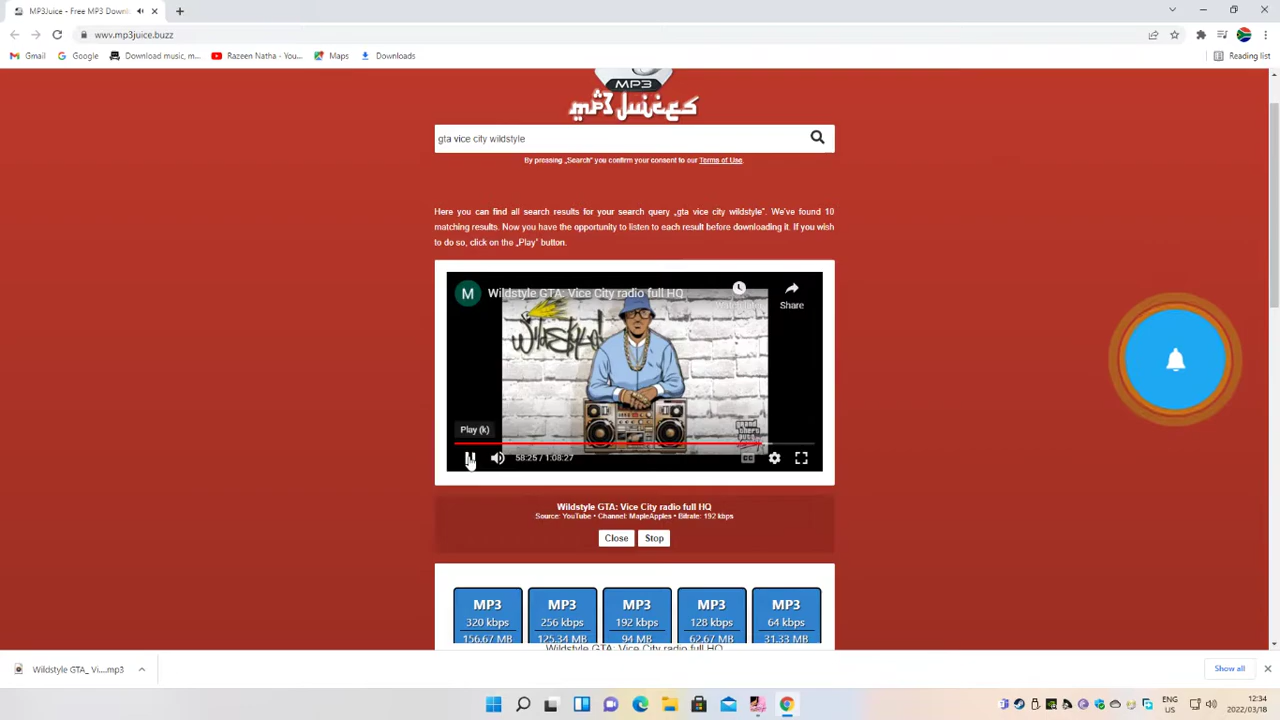 MP3Juice - Free MP3 Downl
wwv.mp3juice.buzz
Gmail
Google
Download music, m...
Razeen Natha - You...
Maps
Downloads
Reading list
MP3
mp3 Juices
gta vice city wildstyle
By pressing „Search" you confirm your consent to our Terms of Use.
Here you can find all search results for your search query „gta vice city wildstyle". We've found 10
matching results. Now you have the opportunity to listen to each result before downloading it. If you wish
to do so, click on the „Play" button.
M
Wildstyle GTA: Vice City radio full HQ
Watch later
Share
Wildstyle!
Play (k)
58:25 / 1:08:27
CC
Wildstyle GTA: Vice City radio full HQ
Source: YouTube • Channel: MapleApples • Bitrate: 192 kbps
Close
Stop
MP3 MP3 MP3 MP3 MP3
320 kbps 256 kbps 192 kbps 128 kbps 64 kbps
156.67 MB 125.34 MB 94 MB 62.67 MB 31.33 MB
Wildstyle GTA: Vice City radio full HQ
Wildstyle GTA_ Vi....mp3
Show all
ENG
US
12:34
2022/03/18